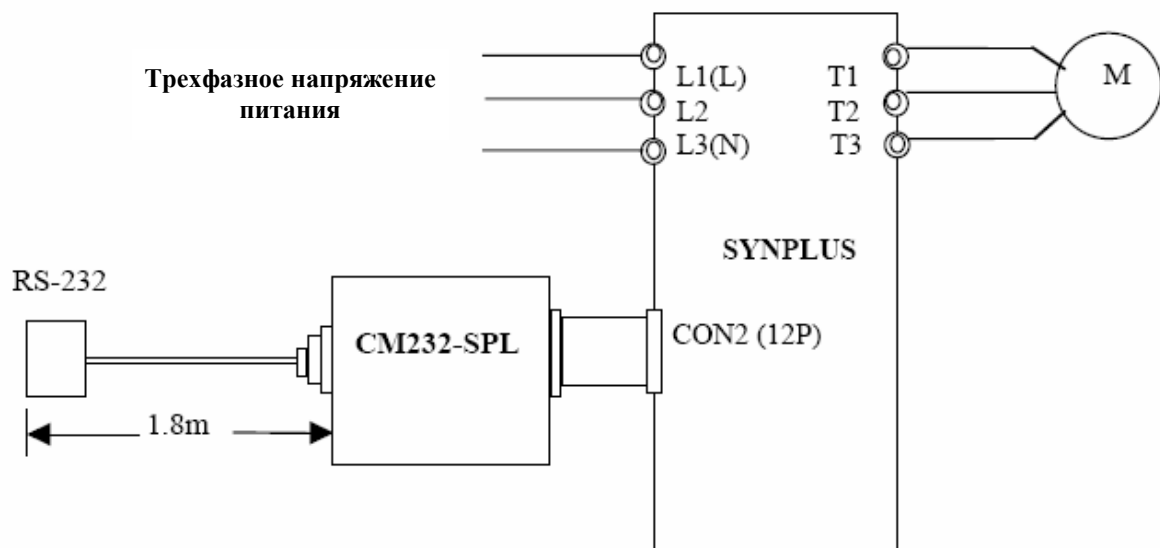 Трехфазное напряжение
питания
L1(L)
L2
L3(N)
T1
T2
T3
M
SYNPLUS
RS-232
CM232-SPL
CON2 (12P)
1.8m